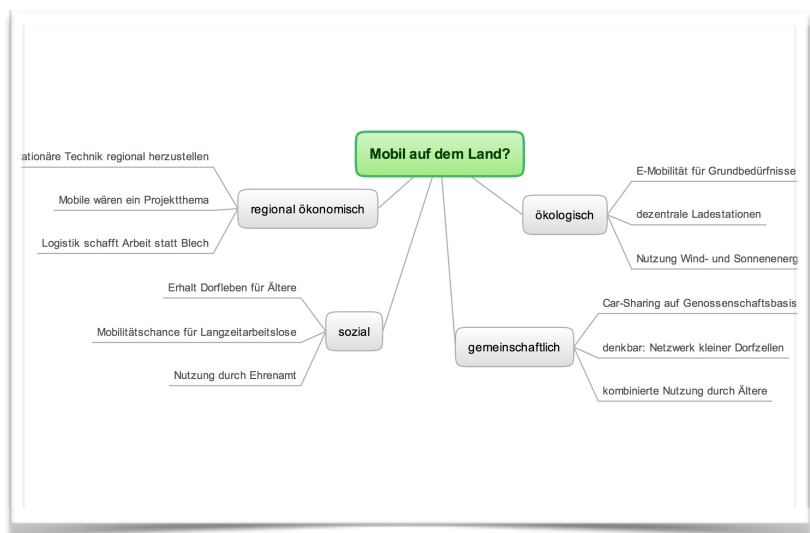 Mobil auf dem Land?
regional ökonomisch
ationäre Technik regional herzustellen
Mobile wären ein Projektthema
Logistik schafft Arbeit statt Blech
sozial
Erhalt Dorfleben für Ältere
Mobilitätschance für Langzeitarbeitslose
Nutzung durch Ehrenamt
ökologisch
E-Mobilität für Grundbedürfnisse
dezentrale Ladestationen
Nutzung Wind- und Sonnenenerg
gemeinschaftlich
Car-Sharing auf Genossenschaftsbasis
denkbar: Netzwerk kleiner Dorfzellen
kombinierte Nutzung durch Ältere